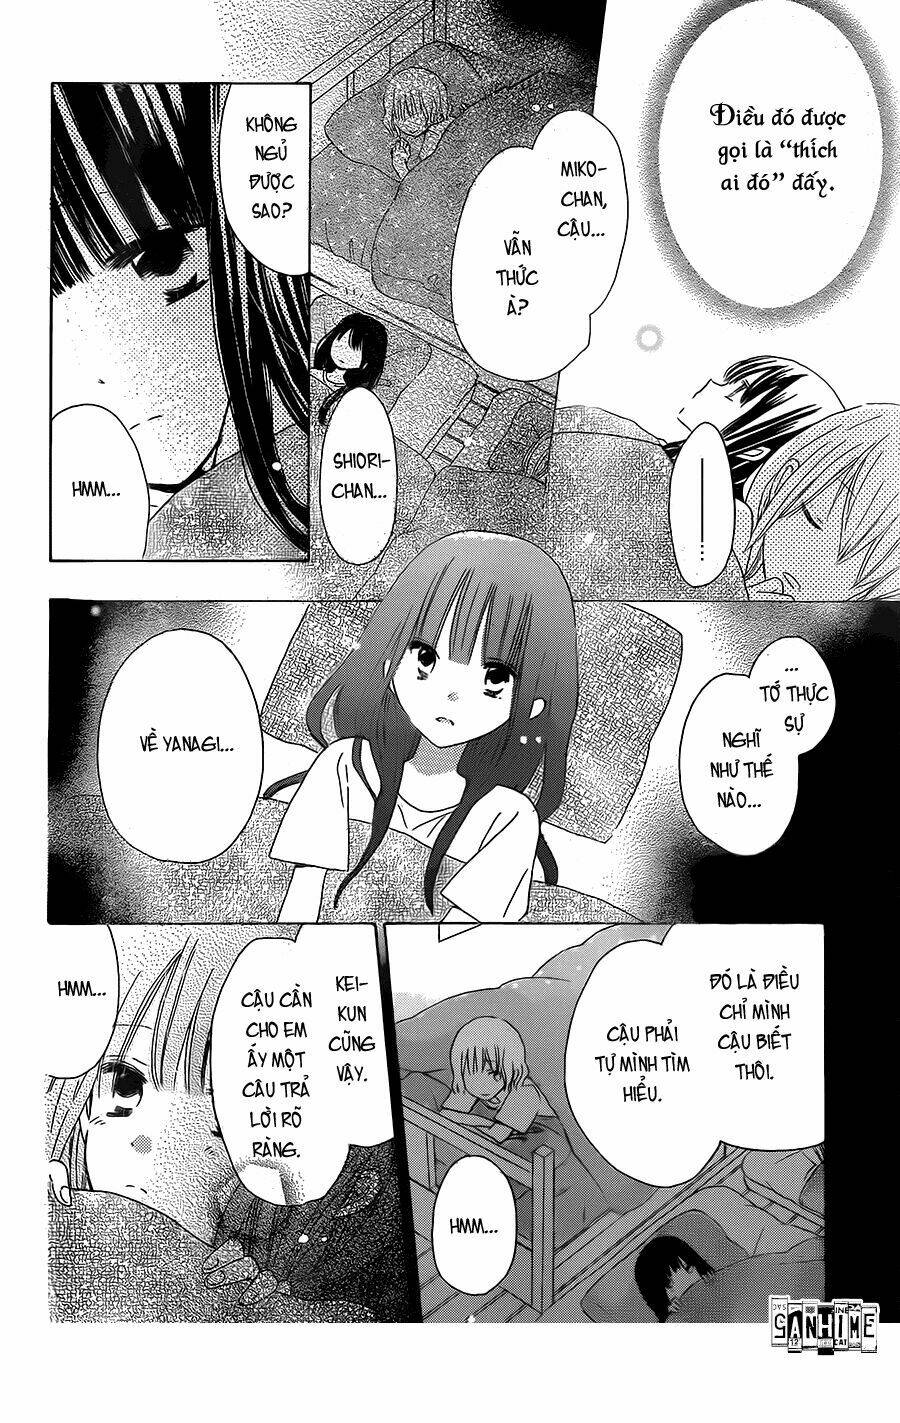 Điều đó được
gọi là “thích
ai đó” đấy.
MIKO-
CHAN,
CẬU...
VẪN
THỨC
À?
SHIORI-
CHAN...
KHÔNG
NGỦ
ĐƯỢC
SAO?
HMM...
...
TỚ THỰC
SỰ
NGHĨ
NHƯ THẾ
NÀO...
VỀ YANAGI...
ĐÓ LÀ ĐIỀU
CHỈ MÌNH
CẬU BIẾT
THÔI.
CẬU PHẢI
TỰ MÌNH TÌM
HIỂU.
HMM...
KEI-
KUN
CŨNG
VẬY.
CẬU CẦN
CHO EM
ẤY MỘT
CÂU TRẢ
LỜI RÕ
RÀNG.
HMM...
SANHIME
12
CAT